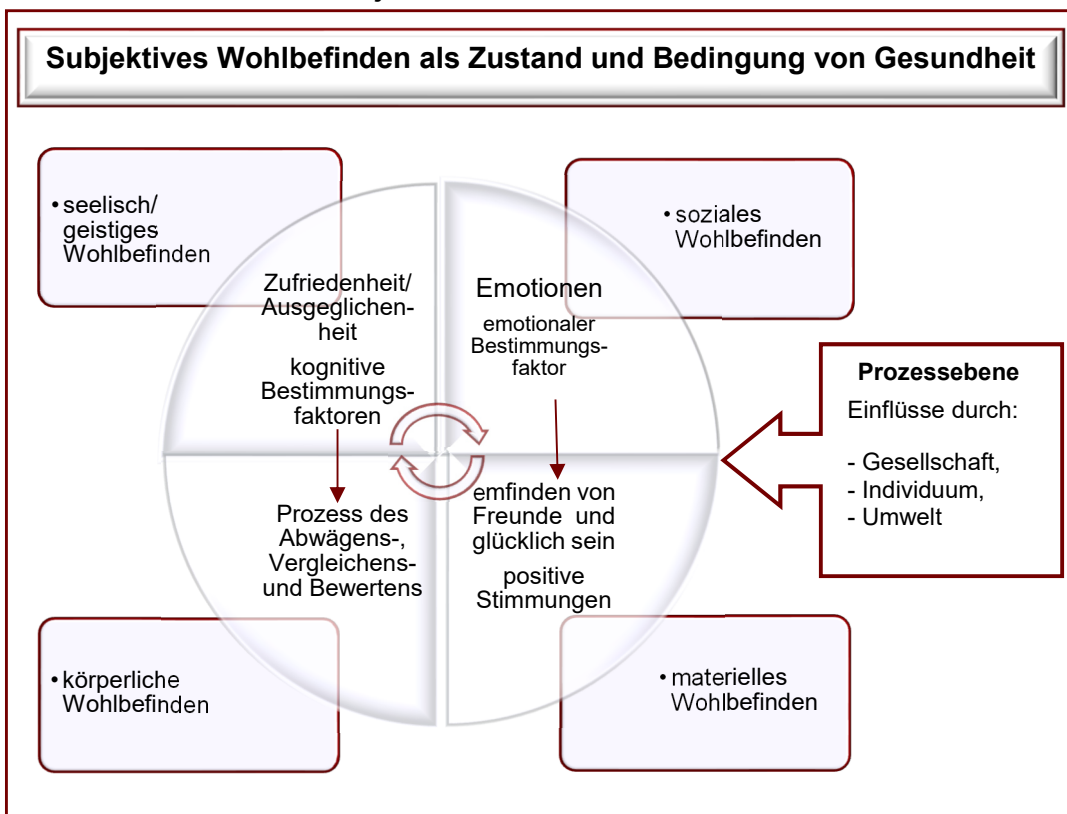 Subjektives Wohlbefinden als Zustand und Bedingung von Gesundheit
• seelisch/
geistiges
Wohlbefinden
• soziales
Wohlbefinden
Zufriedenheit/
Ausgeglichen-
heit
kognitive
Bestimmungs-
faktoren
Emotionen
emotionaler
Bestimmungs-
faktor
Prozess des
Abwägens-,
Vergleichens-
und Bewertens
emfinden von
Freunde und
glücklich sein
positive
Stimmungen
Prozessebene
Einflüsse durch:
- Gesellschaft,
- Individuum,
- Umwelt
• körperliche
Wohlbefinden
• materielles
Wohlbefinden